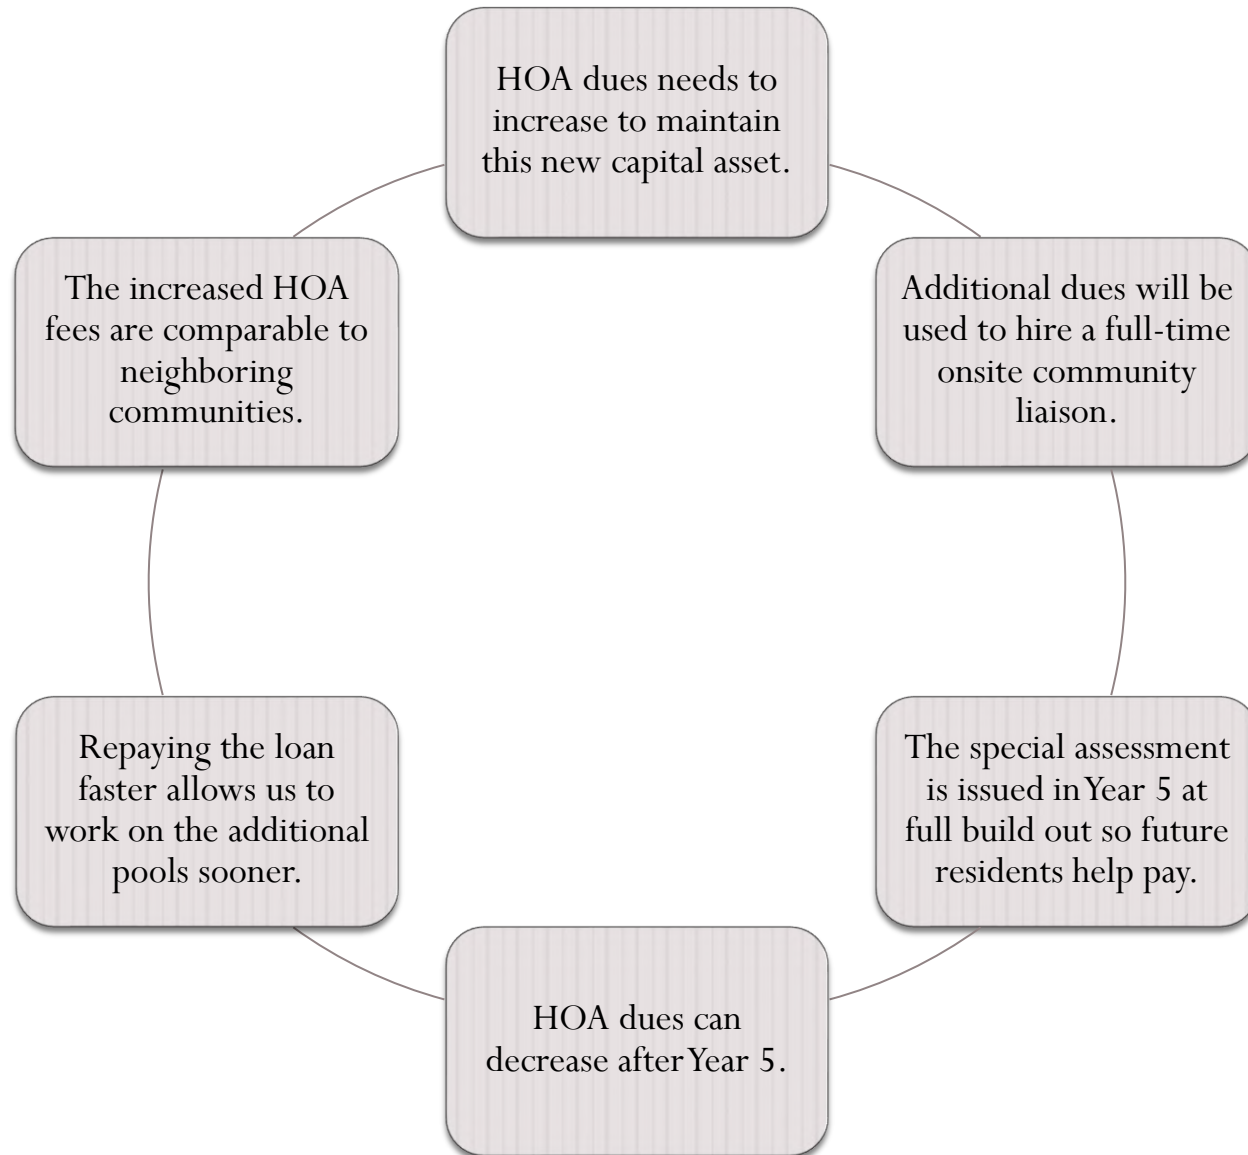 HOA dues needs to
increase to maintain
this new capital asset.
Additional dues will be
used to hire a full-time
onsite community
liaison.
The special assessment
is issued in Year 5 at
full build out so future
residents help pay.
HOA dues can
decrease after Year 5.
Repaying the loan
faster allows us to
work on the additional
pools sooner.
The increased HOA
fees are comparable to
neighboring
communities.